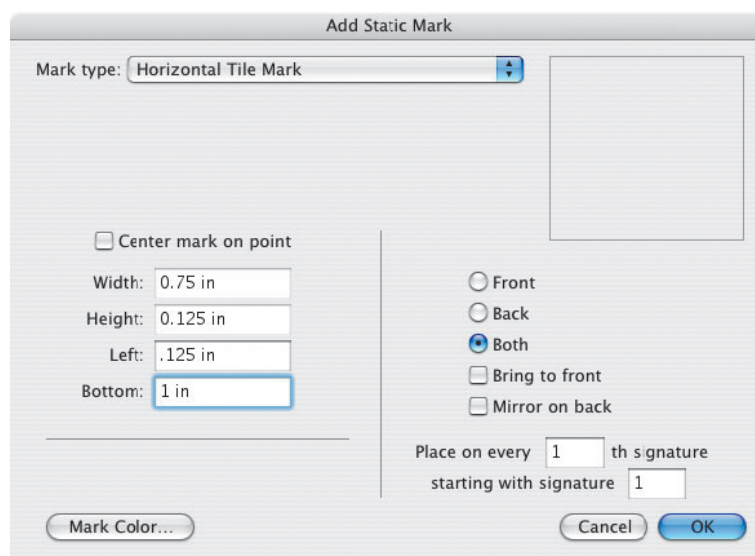 Add Static Mark
Mark type: Horizontal Tile Mark
Center mark on point
Width: 0.75 in
Height: 0.125 in
Left: .125 in
Bottom: 1 in
Front
Back
Both
Bring to front
Mirror on back
Place on every 1 th signature
starting with signature 1
Mark Color...
Cancel OK